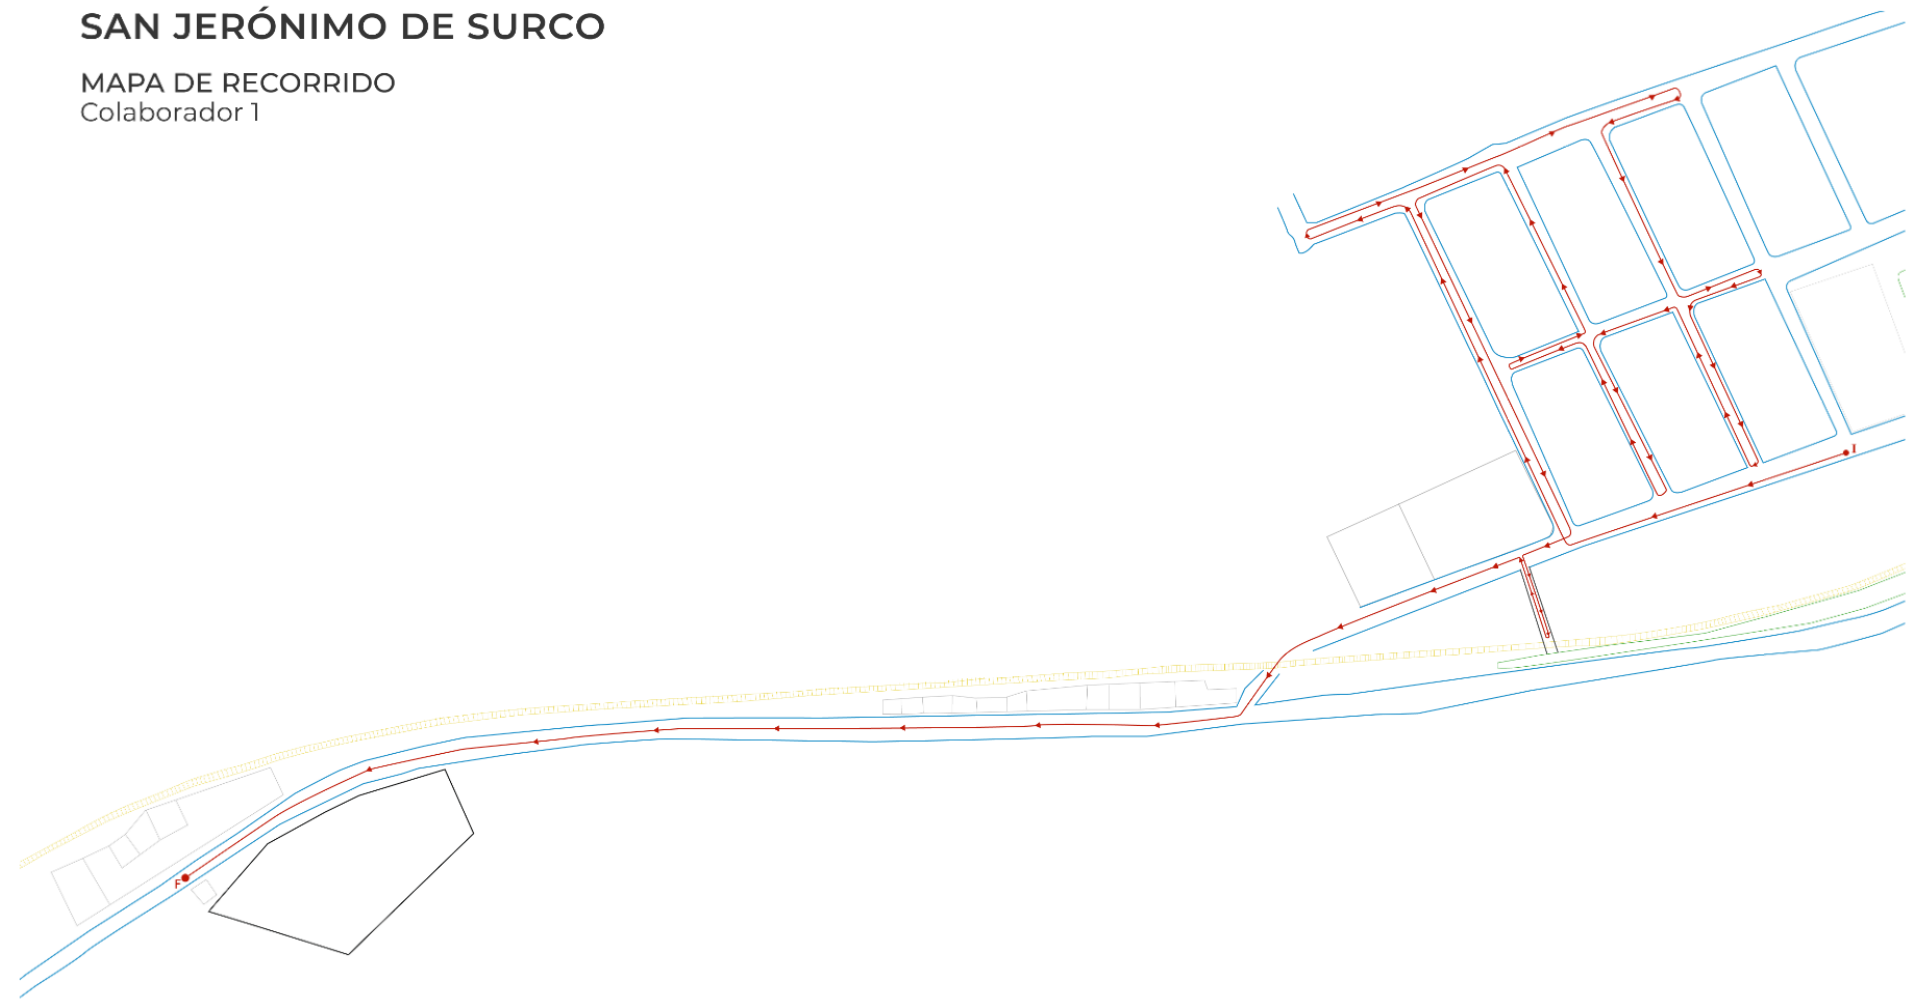 SAN JERÓNIMO DE SURCO
MAPA DE RECORRIDO
Colaborador 1
I
F